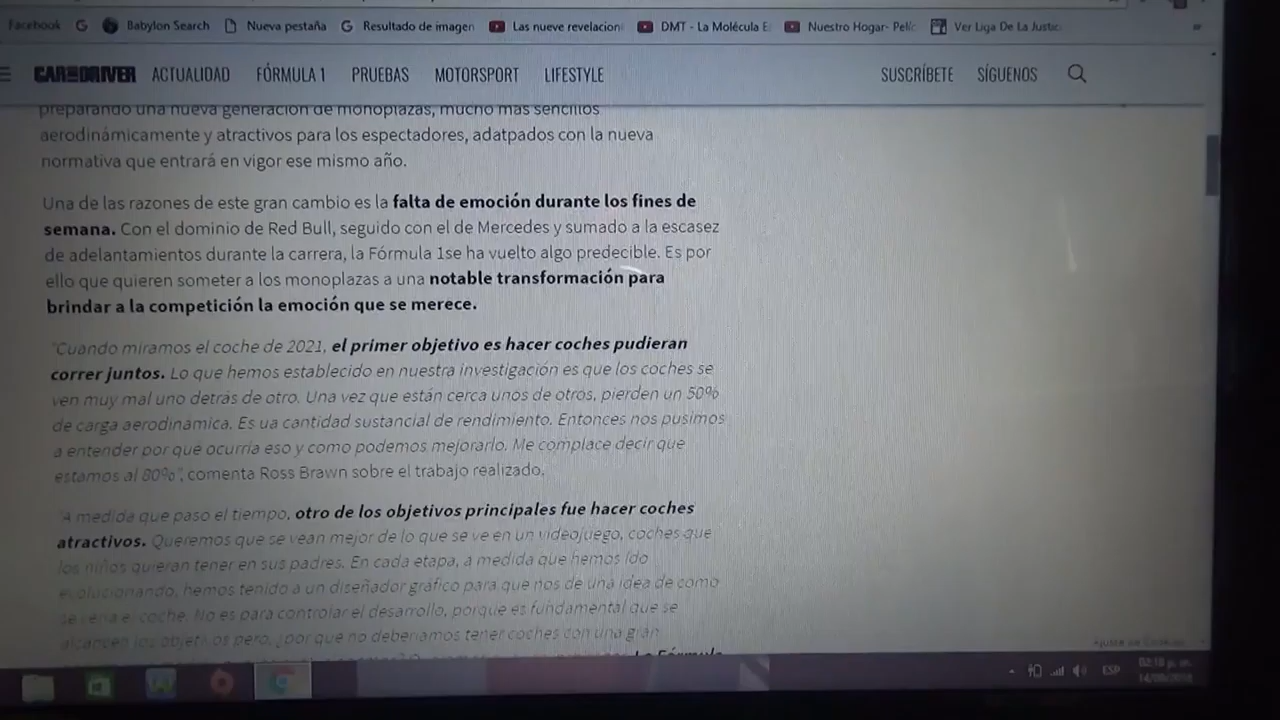 Facebook G Babylon Search Nueva pestaña G Resultado de imagen Las nueve revelacion DMT - La Molécula E Nuestro Hogar- Pelíc Ver Liga De La Justic
CAR AND DRIVER ACTUALIDAD FÓRMULA 1 PRUEBAS MOTORSPORT LIFESTYLE SUSCRÍBETE SÍGUENOS
preparando una nueva generación de monoplazas, mucho más sencillos
aerodinámicamente y atractivos para los espectadores, adatpados con la nueva
normativa que entrará en vigor ese mismo año.
Una de las razones de este gran cambio es la falta de emoción durante los fines de
semana. Con el dominio de Red Bull, seguido con el de Mercedes y sumado a la escasez
de adelantamientos durante la carrera, la Fórmula 1se ha vuelto algo predecible. Es por
ello que quieren someter a los monoplazas a una notable transformación para
brindar a la competición la emoción que se merece.
"Cuando miramos el coche de 2021, el primer objetivo es hacer coches pudieran
correr juntos. Lo que hemos establecido en nuestra investigación es que los coches se
ven muy mal uno detrás de otro. Una vez que están cerca unos de otros, pierden un 50%
de carga aerodinámica. Es ua cantidad sustancial de rendimiento. Entonces nos pusimos
a entender por qué ocurría eso y como podemos mejorarlo. Me complace decir que
estamos al 80%", comenta Ross Brawn sobre el trabajo realizado.
"A medida que paso el tiempo, otro de los objetivos principales fue hacer coches
atractivos. Queremos que se vean mejor de lo que se ve en un videojuego, coches que
los niños quieran tener en sus padres. En cada etapa, a medida que hemos ido
evolucionando, hemos tenido a un diseñador gráfico para que nos de una idea de como
se vería el coche. No es para controlar el desarrollo, porque es fundamental que se
alcancen los objetivos pero, ¿por qué no deberíamos tener coches con una gran
La Fórmula
ESP
02:18 p. m.